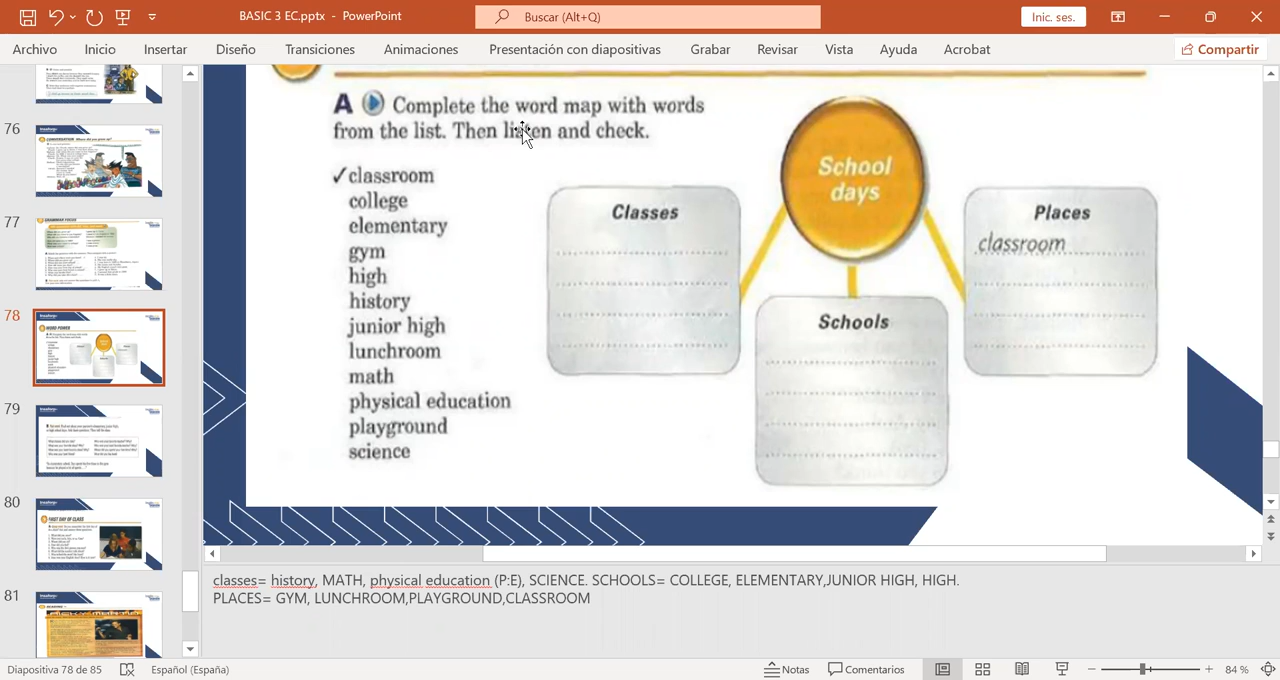 BASIC 3 EC.pptx - PowerPoint
Buscar (Alt+Q)
Inic. ses.
Archivo Inicio Insertar Diseño Transiciones Animaciones Presentación con diapositivas Grabar Revisar Vista Ayuda Acrobat
Compartir
76
77
78
79
80
81
A Complete the word map with words
from the list. Then listen and check.
✓classroom
college
elementary
gym
high
history
junior high
lunchroom
math
physical education
playground
science
School
days
Classes
Places
classroom
Schools
classes= history, MATH, physical education (P:E), SCIENCE. SCHOOLS= COLLEGE, ELEMENTARY,JUNIOR HIGH, HIGH.
PLACES= GYM, LUNCHROOM,PLAYGROUND,CLASSROOM
Diapositiva 78 de 85 Español (España) Notas Comentarios 84 %